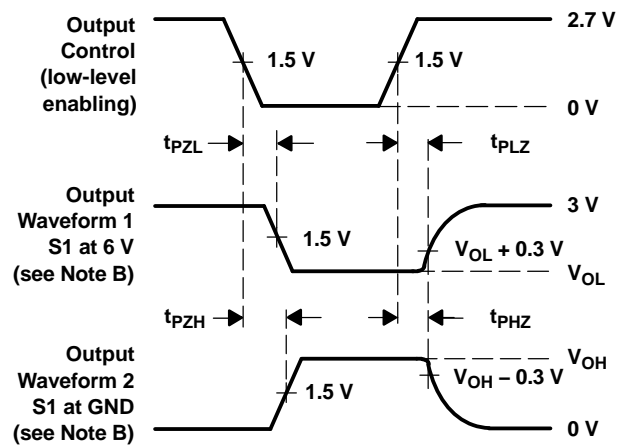 Output
Control
(low-level
enabling)
2.7 V
1.5 V
1.5 V
0 V
tPZL
tPLZ
Output
Waveform 1
S1 at 6 V
(see Note B)
3 V
1.5 V
VOL + 0.3 V
VOL
tPZH
tPHZ
Output
Waveform 2
S1 at GND
(see Note B)
VOH
1.5 V
VOH – 0.3 V
0 V